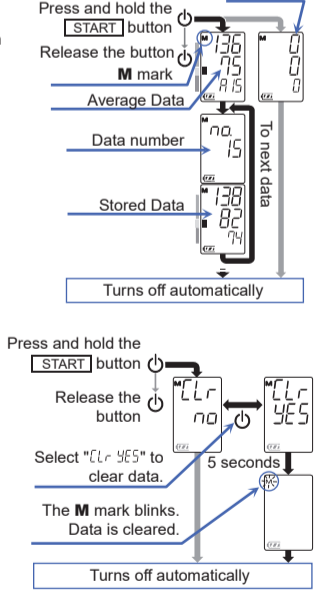 Press and hold the
START button
Release the button
M mark
Average Data
Data number
Stored Data
M 136
75
A 15
M 0
0
0
M no.
15
M 138
82
74
To next data
Turns off automatically
Press and hold the
START button
Release the
button
M CLr
no
M CLr
YES
Select "CLr YES" to
clear data.
5 seconds
M
The M mark blinks.
Data is cleared.
Turns off automatically